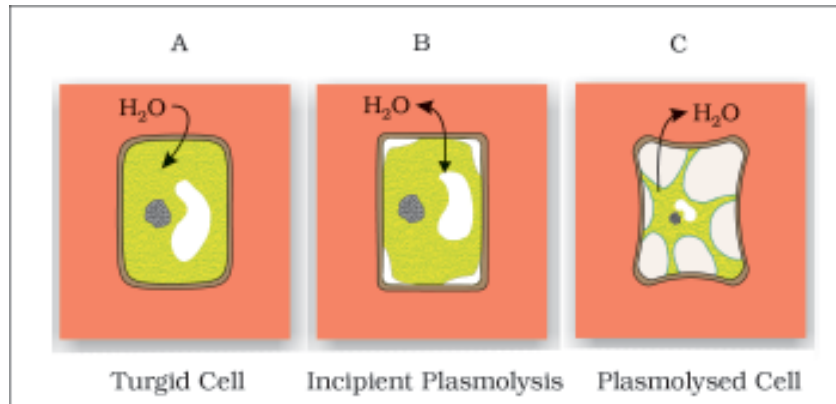 A B C
H₂O H₂O H₂O
Turgid Cell Incipient Plasmolysis Plasmolysed Cell